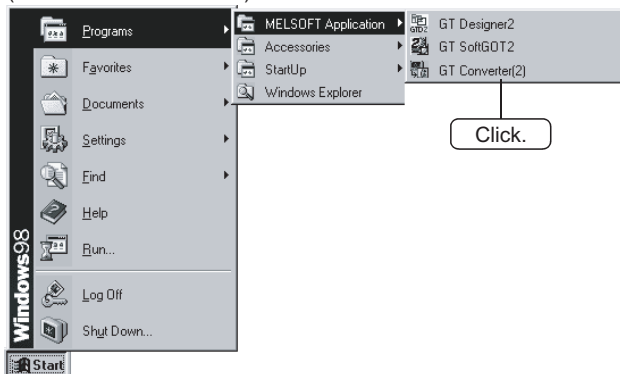 Programs
Favorites
Documents
Settings
Find
Help
Run...
Log Off
Shut Down...
Windows98
Start
MELSOFT Application
Accessories
StartUp
Windows Explorer
GT Designer2
GT SoftGOT2
GT Converter(2)
Click.